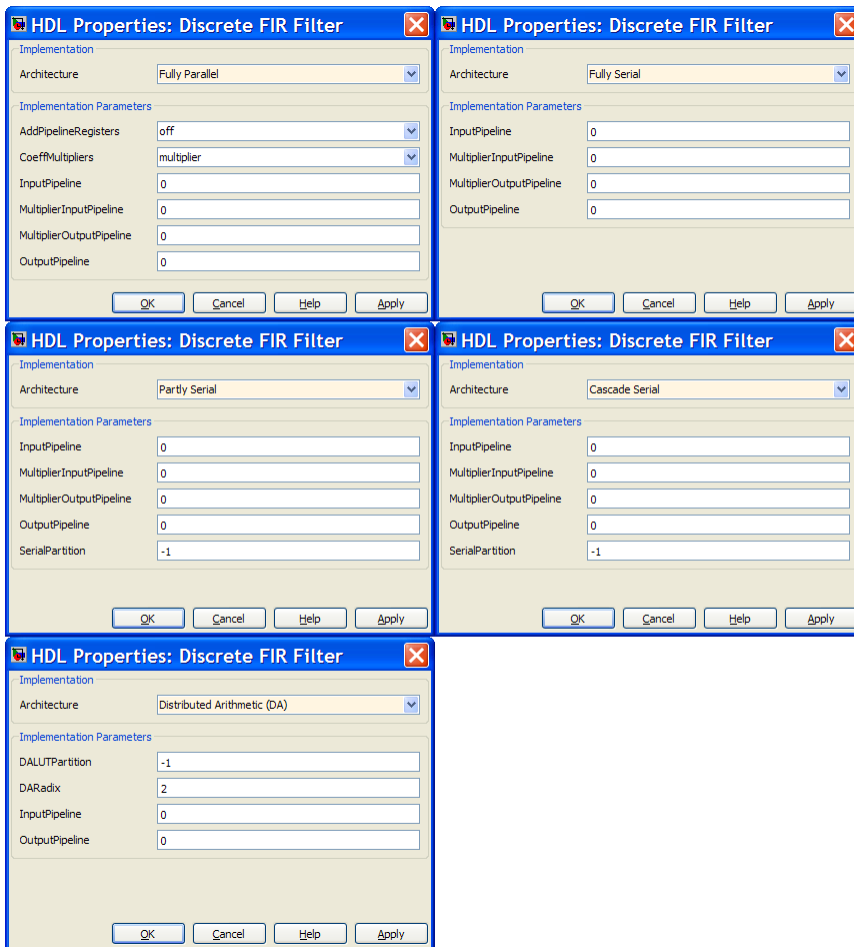 HDL Properties: Discrete FIR Filter
Implementation
Architecture Fully Parallel
Implementation Parameters
AddPipelineRegisters off
CoeffMultipliers multiplier
InputPipeline 0
MultiplierInputPipeline 0
MultiplierOutputPipeline 0
OutputPipeline 0
OK Cancel Help Apply
HDL Properties: Discrete FIR Filter
Implementation
Architecture Fully Serial
Implementation Parameters
InputPipeline 0
MultiplierInputPipeline 0
MultiplierOutputPipeline 0
OutputPipeline 0
OK Cancel Help Apply
HDL Properties: Discrete FIR Filter
Implementation
Architecture Partly Serial
Implementation Parameters
InputPipeline 0
MultiplierInputPipeline 0
MultiplierOutputPipeline 0
OutputPipeline 0
SerialPartition -1
OK Cancel Help Apply
HDL Properties: Discrete FIR Filter
Implementation
Architecture Cascade Serial
Implementation Parameters
InputPipeline 0
MultiplierInputPipeline 0
MultiplierOutputPipeline 0
OutputPipeline 0
SerialPartition -1
OK Cancel Help Apply
HDL Properties: Discrete FIR Filter
Implementation
Architecture Distributed Arithmetic (DA)
Implementation Parameters
DALUTPartition -1
DARadix 2
InputPipeline 0
OutputPipeline 0
OK Cancel Help Apply